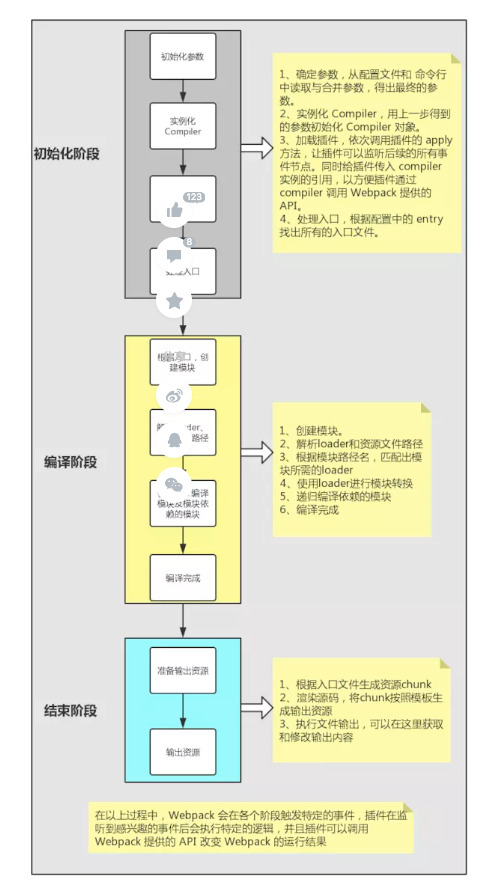 初始化参数
实例化
Compiler
123
8
入口
初始化阶段
1、确定参数，从配置文件和 命令行
中读取与合并参数，得出最终的参
数。
2、实例化 Compiler，用上一步得到
的参数初始化 Compiler 对象。
3、加载插件，依次调用插件的 apply
方法，让插件可以监听后续的所有事
件节点。同时给插件传入 compiler
实例的引用，以方便插件通过
compiler 调用 Webpack 提供的
API。
4、处理入口，根据配置中的 entry
找出所有的入口文件。
根据 口，创
建模块
路径
编译
模块及模块依
赖的模块
编译完成
编译阶段
1、创建模块。
2、解析loader和资源文件路径
3、根据模块路径名，匹配出模
块所需的loader
4、使用loader进行模块转换
5、递归编译依赖的模块
6、编译完成
准备输出资源
输出资源
结束阶段
1、根据入口文件生成资源chunk
2、渲染源码，将chunk按照模板生
成输出资源
3、执行文件输出，可以在这里获取
和修改输出内容
在以上过程中，Webpack 会在各个阶段触发特定的事件，插件在监
听到感兴趣的事件后会执行特定的逻辑，并且插件可以调用
Webpack 提供的 API 改变 Webpack 的运行结果